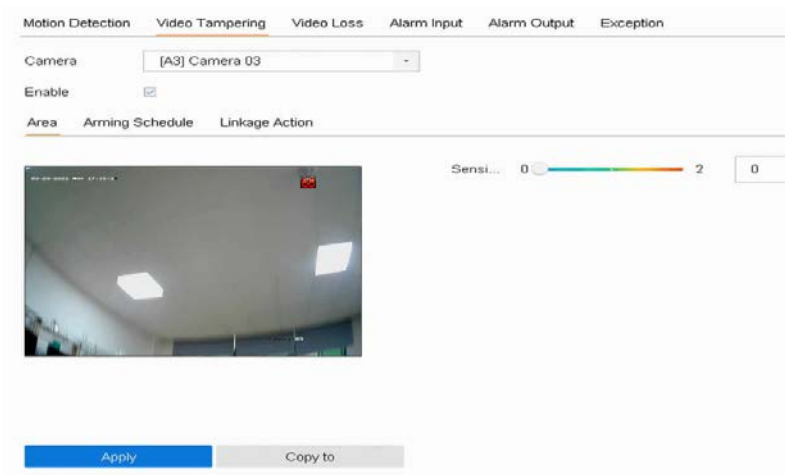 Motion Detection Video Tampering Video Loss Alarm Input Alarm Output Exception
Camera [A3] Camera 03
Enable
Area Arming Schedule Linkage Action
Sensi... 0 2 0
Apply Copy to